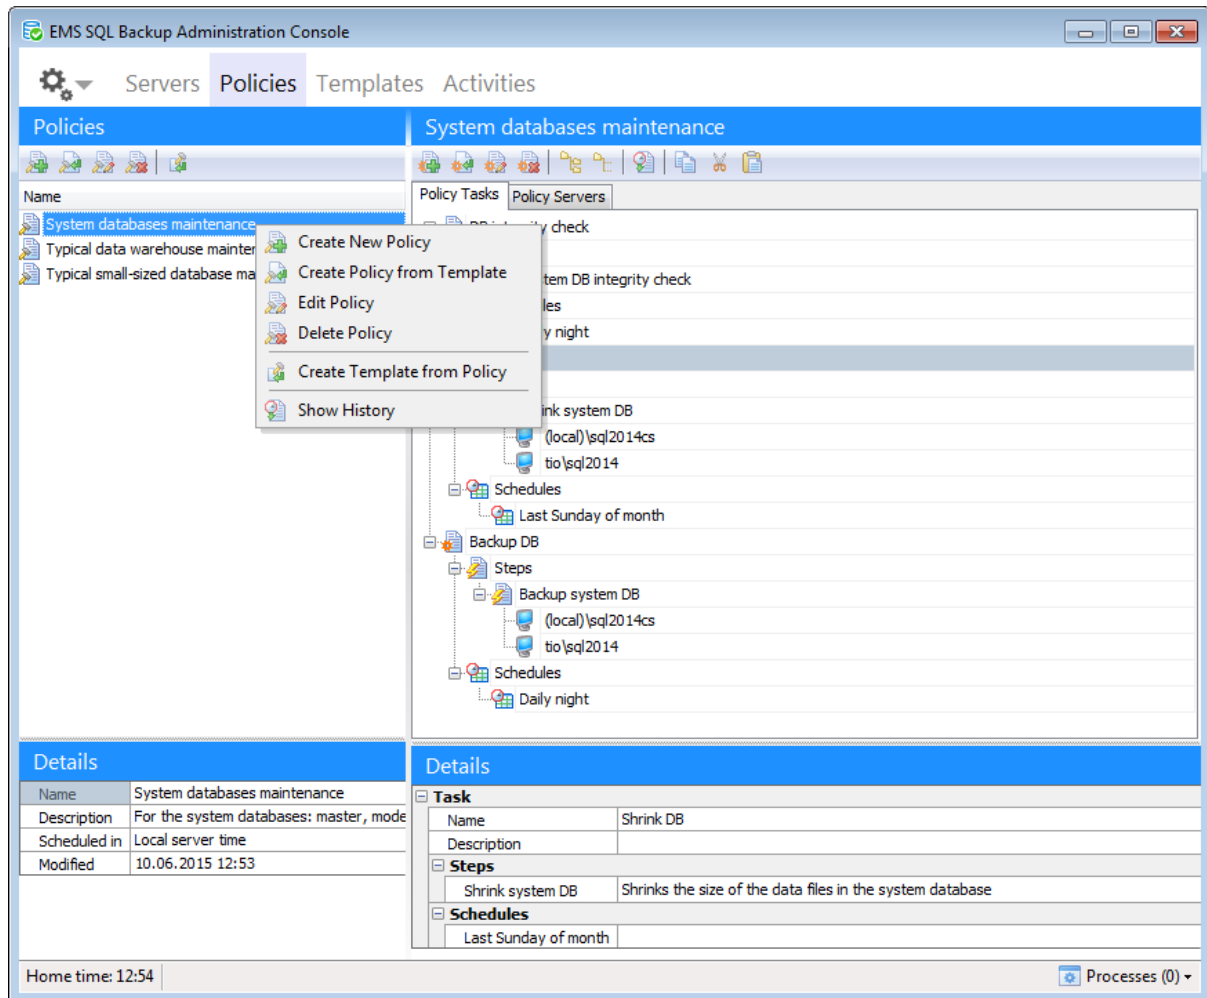 EMS SQL Backup Administration Console
Servers Policies Templates Activities
Policies
Name
System databases maintenance
Typical data warehouse mainter
Typical small-sized database ma
Create New Policy
Create Policy from Template
Edit Policy
Delete Policy
Create Template from Policy
Show History
System databases maintenance
Policy Tasks Policy Servers
DB integrity check
tem DB integrity check
les
y night
ink system DB
(local)\sql2014cs
tio\sql2014
Schedules
Last Sunday of month
Backup DB
Steps
Backup system DB
(local)\sql2014cs
tio\sql2014
Schedules
Daily night
Details
Name System databases maintenance
Description For the system databases: master, mode
Scheduled in Local server time
Modified 10.06.2015 12:53
Details
Task
Name Shrink DB
Description
Steps
Shrink system DB Shrinks the size of the data files in the system database
Schedules
Last Sunday of month
Home time: 12:54
Processes (0)